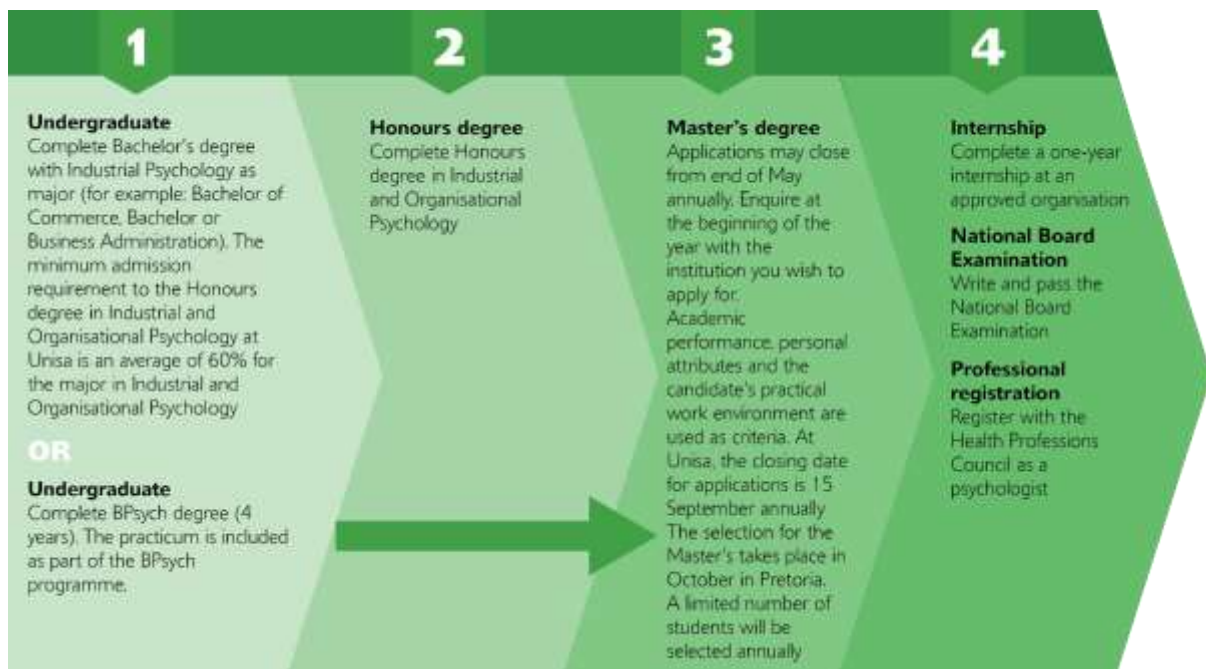 1
Undergraduate
Complete Bachelor's degree
with Industrial Psychology as
major (for example: Bachelor of
Commerce, Bachelor or
Business Administration). The
minimum admission
requirement to the Honours
degree in Industrial and
Organisational Psychology at
Unisa is an average of 60% for
the major in Industrial and
Organisational Psychology
OR
Undergraduate
Complete BPsych degree (4
years). The practicum is included
as part of the BPsych
programme.
2
Honours degree
Complete Honours
degree in Industrial
and Organisational
Psychology
3
Master's degree
Applications may close
from end of May
annually. Enquire at
the beginning of the
year with the
institution you wish to
apply for.
Academic
performance, personal
attributes and the
candidate's practical
work environment are
used as criteria. At
Unisa, the closing date
for applications is 15
September annually
The selection for the
Master's takes place in
October in Pretoria.
A limited number of
students will be
selected annually
4
Internship
Complete a one-year
internship at an
approved organisation
National Board
Examination
Write and pass the
National Board
Examination
Professional
registration
Register with the
Health Professions
Council as a
psychologist